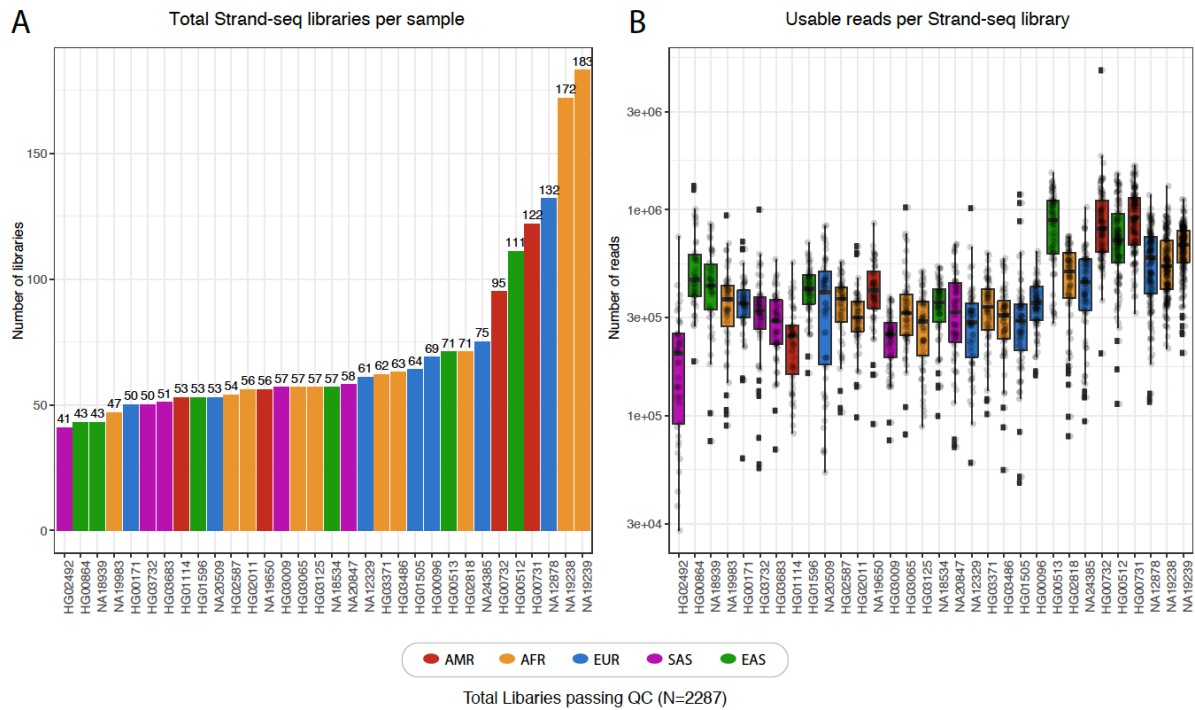 A
Total Strand-seq libraries per sample
Number of libraries
150
100
50
0
41
43
43
47
50
50
51
53
53
53
54
56
56
57
57
57
57
58
61
62
63
64
69
71
71
75
95
111
122
132
172
183
HG02492
HG00864
NA18939
NA19983
HG00171
HG03732
HG03683
HG01114
HG01596
NA20509
HG02587
HG02011
NA19650
HG03009
HG03065
HG03125
NA18534
NA20847
NA12329
HG03371
HG03486
HG01505
HG00096
HG00513
HG02818
NA24385
HG00732
HG00512
HG00731
NA12878
NA19238
NA19239
B
Usable reads per Strand-seq library
Number of reads
3e+06
1e+06
3e+05
1e+05
3e+04
HG02492
HG00864
NA18939
NA19983
HG00171
HG03732
HG03683
HG01114
HG01596
NA20509
HG02587
HG02011
NA19650
HG03009
HG03065
HG03125
NA18534
NA20847
NA12329
HG03371
HG03486
HG01505
HG00096
HG00513
HG02818
NA24385
HG00732
HG00512
HG00731
NA12878
NA19238
NA19239
AMR AFR EUR SAS EAS
Total Libaries passing QC (N=2287)